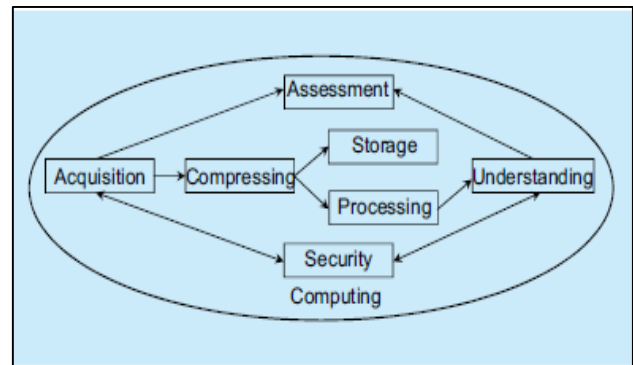 Assessment
Storage
Acquisition
Compressing
Understanding
Processing
Security
Computing